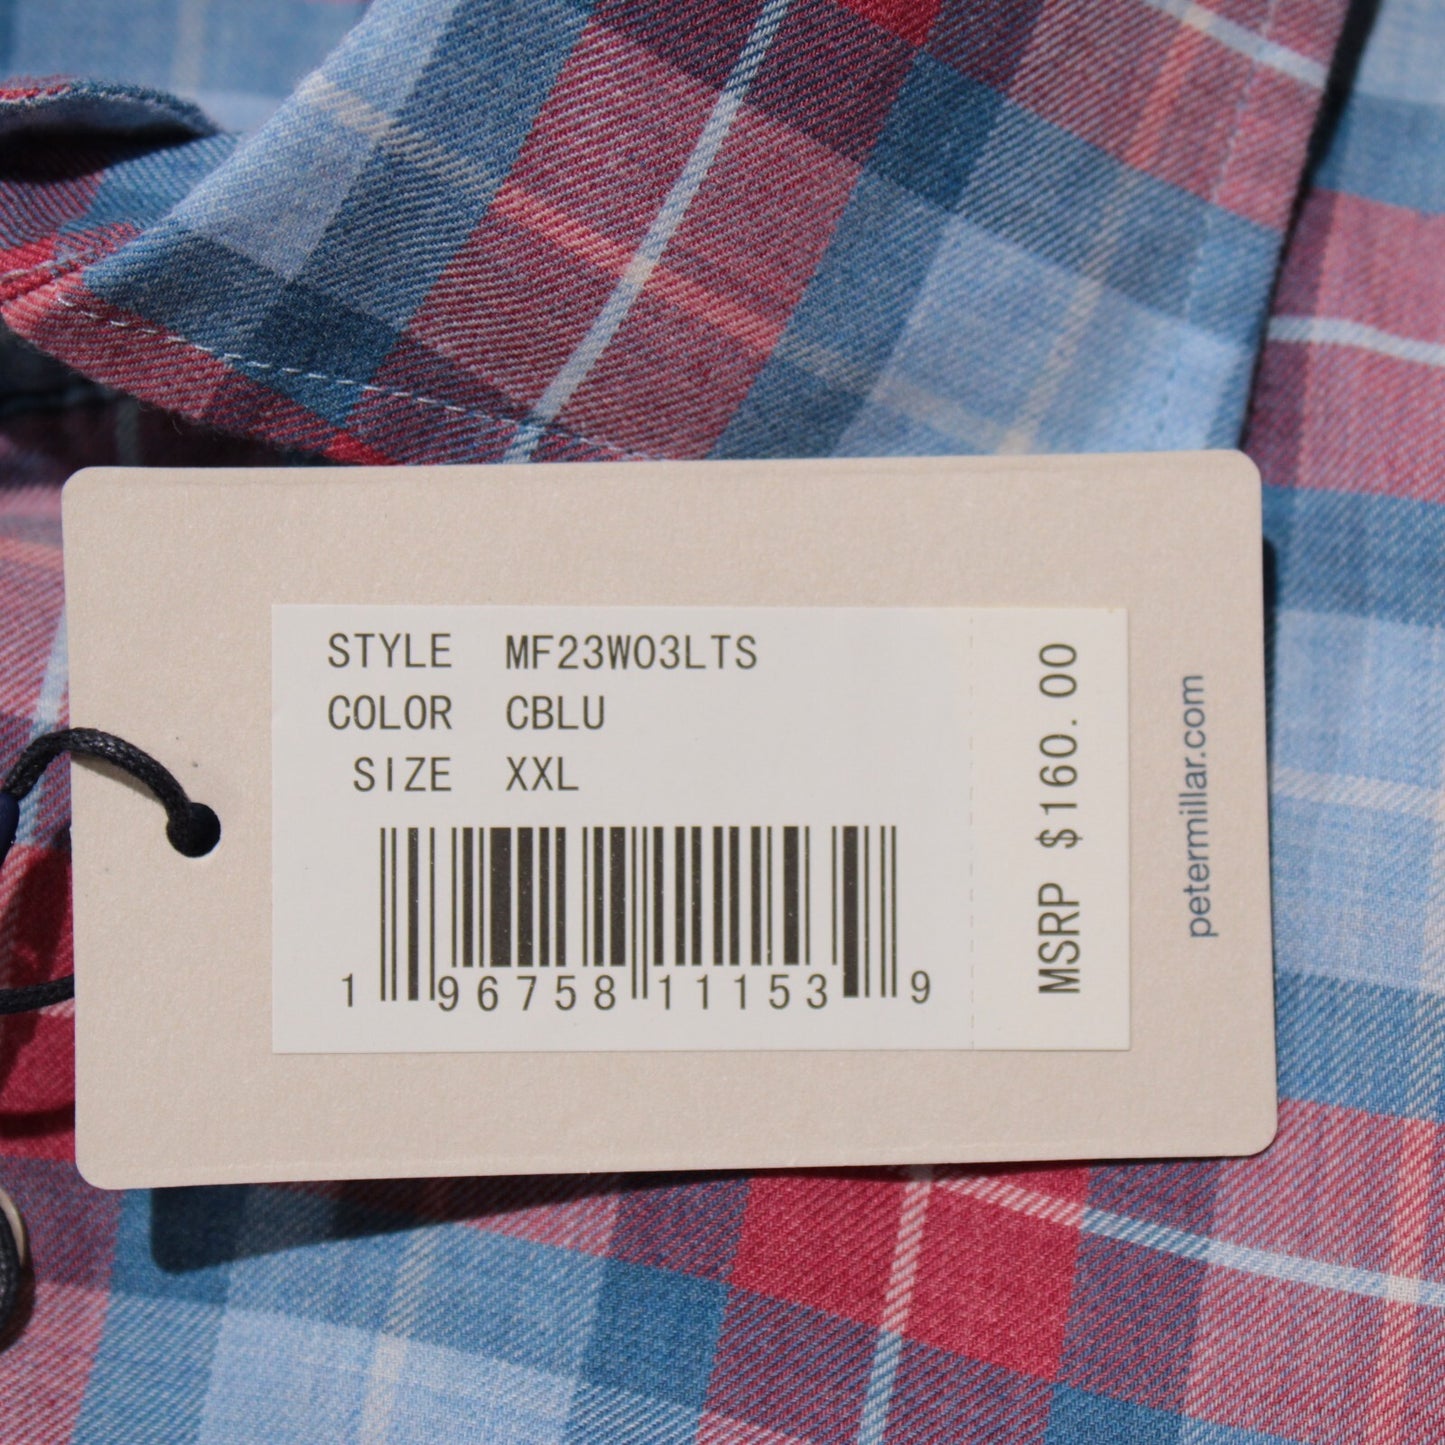 STYLE MF23W03LTS
COLOR CBLU
SIZE XXL
1 96758 11153 9
MSRP $160.00
petermillar.com